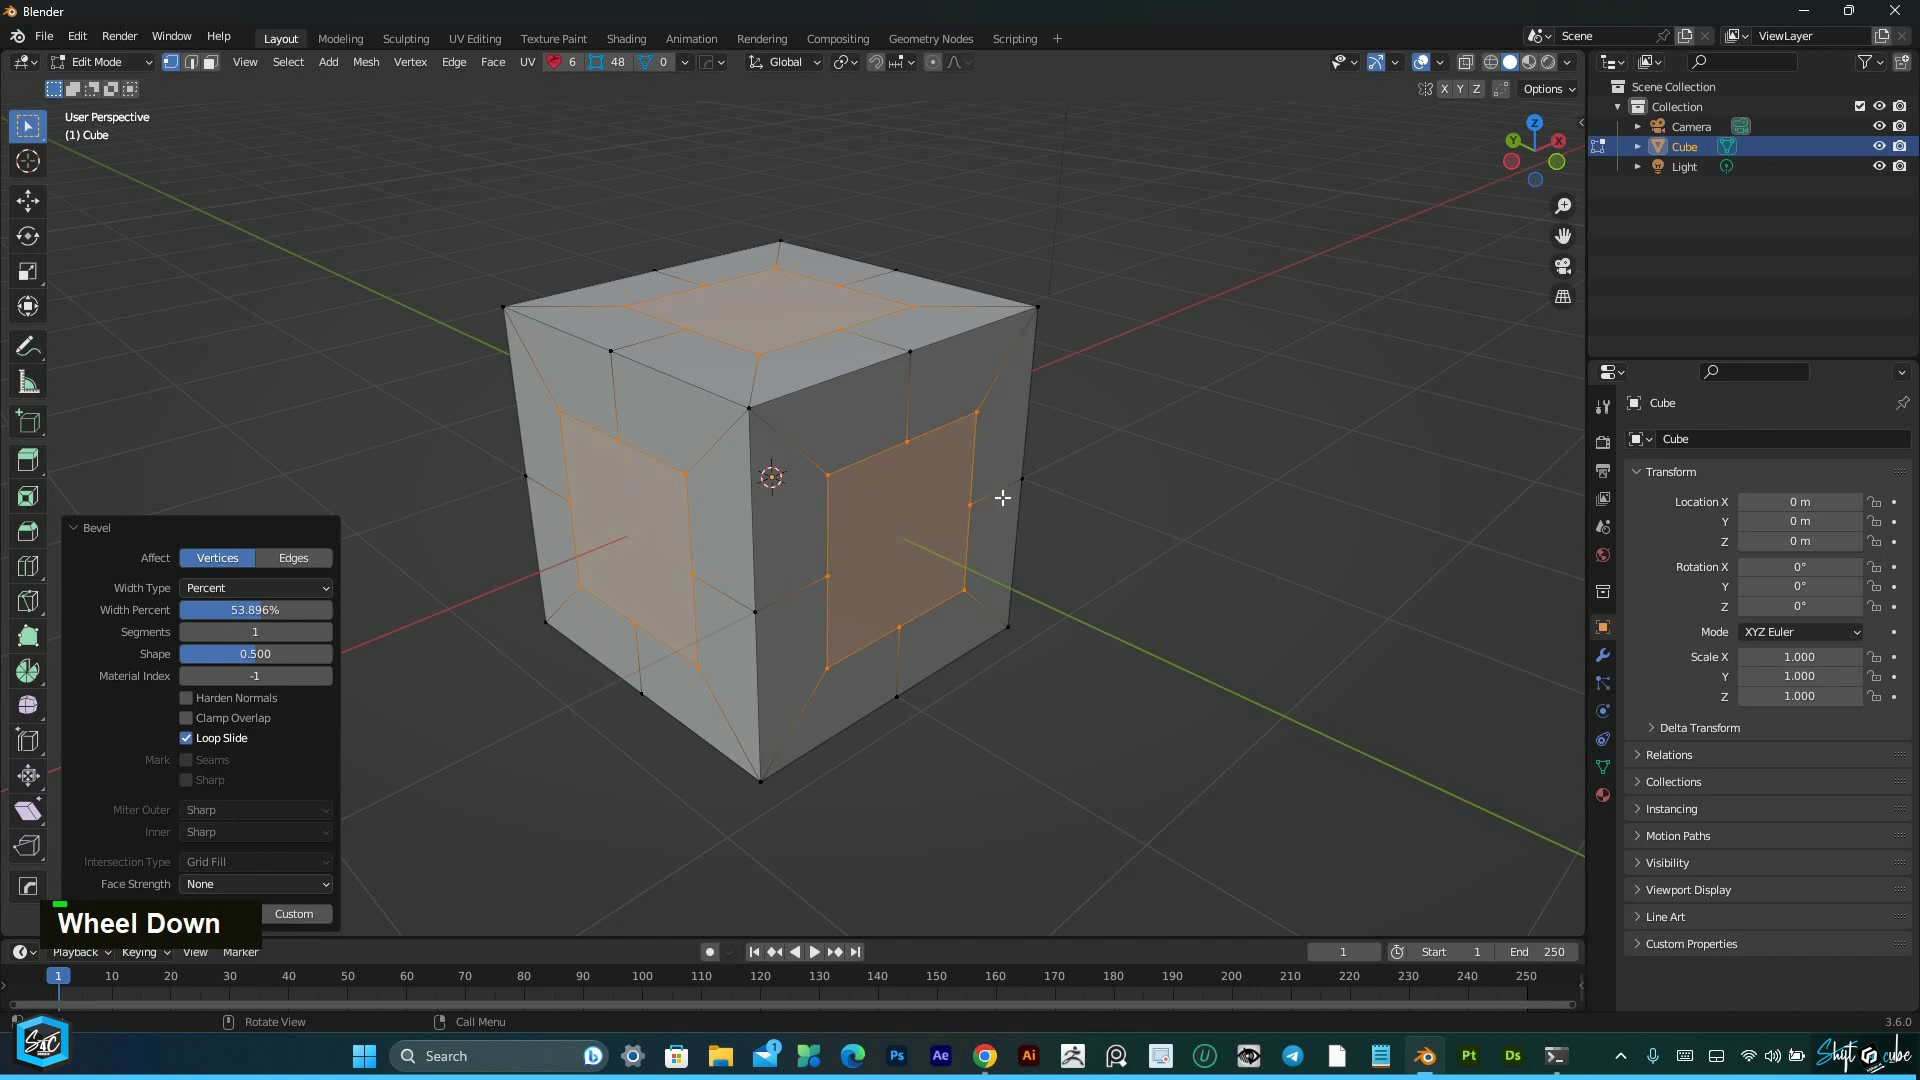 Blender
File Edit Render Window Help
Layout Modeling Sculpting UV Editing Texture Paint Shading Animation Rendering Compositing Geometry Nodes Scripting +
Scene
ViewLayer
Edit Mode
View Select Add Mesh Vertex Edge Face UV
6 48 0
Global
X Y Z
Options
User Perspective
(1) Cube
Z
Y
X
Scene Collection
Collection
Camera
Cube
Light
Cube
Cube
Transform
Location X 0 m
Y 0 m
Z 0 m
Rotation X 0°
Y 0°
Z 0°
Mode XYZ Euler
Scale X 1.000
Y 1.000
Z 1.000
Delta Transform
Relations
Collections
Instancing
Motion Paths
Visibility
Viewport Display
Line Art
Custom Properties
Bevel
Affect Vertices Edges
Width Type Percent
Width Percent 53.896%
Segments 1
Shape 0.500
Material Index -1
Harden Normals
Clamp Overlap
Loop Slide
Mark Seams
Sharp
Miter Outer Sharp
Inner Sharp
Intersection Type Grid Fill
Face Strength None
Custom
Wheel Down
Playback Keying View Marker
1
Start 1 End 250
1 10 20 30 40 50 60 70 80 90 100 110 120 130 140 150 160 170 180 190 200 210 220 230 240 250
Rotate View
Call Menu
3.6.0
S4C
Search
1
Ps Ae Ai Pt Ds